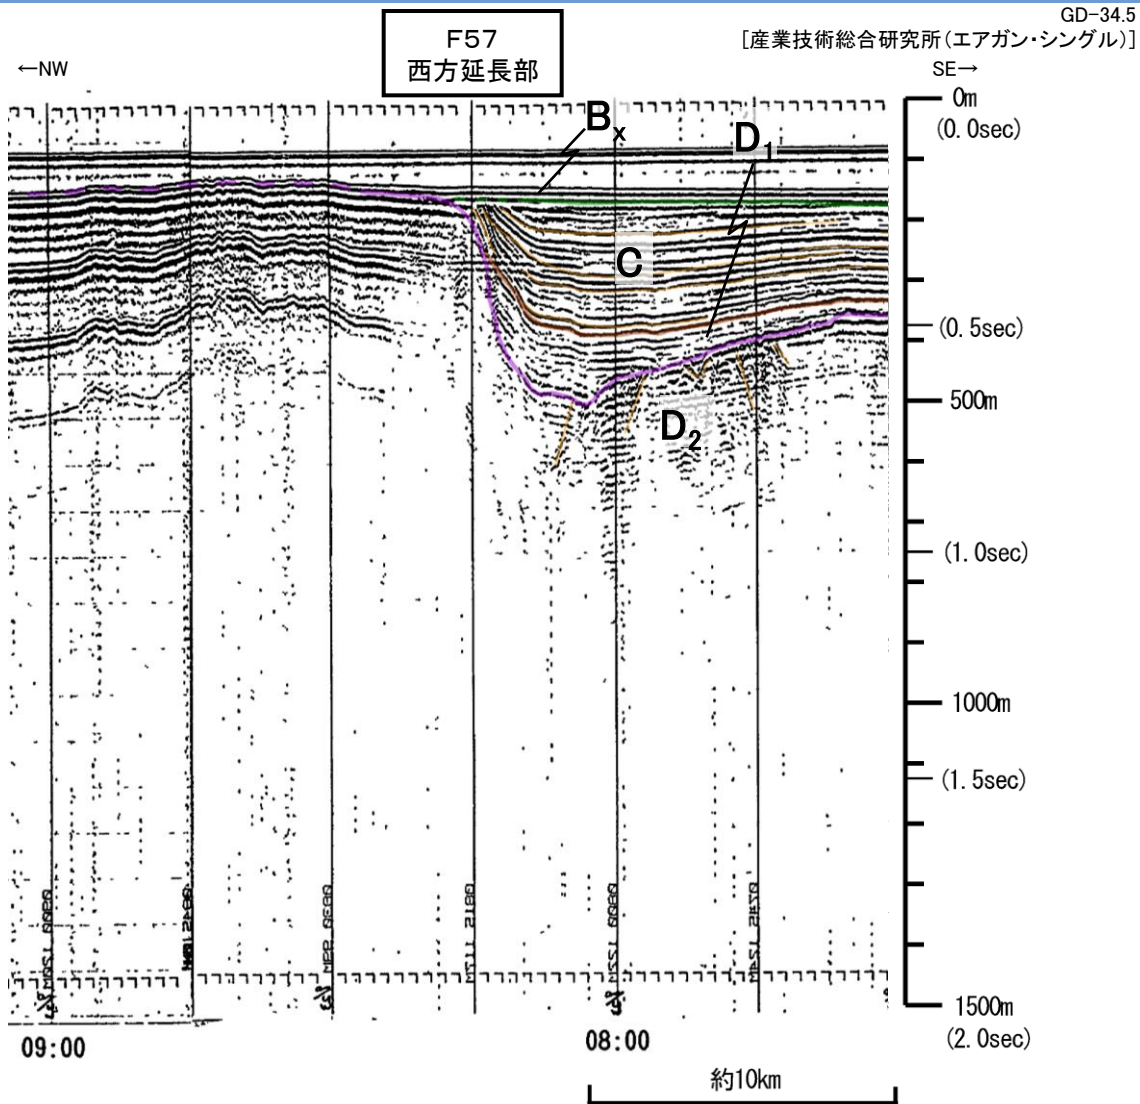 GD-34.5
[産業技術総合研究所(エアガン・シングル)]
F57
西方延長部
←NW
SE→
0m
(0.0sec)
Bx
D1
C
(0.5sec)
500m
D2
(1.0sec)
1000m
(1.5sec)
1500m
(2.0sec)
09:00
08:00
約10km